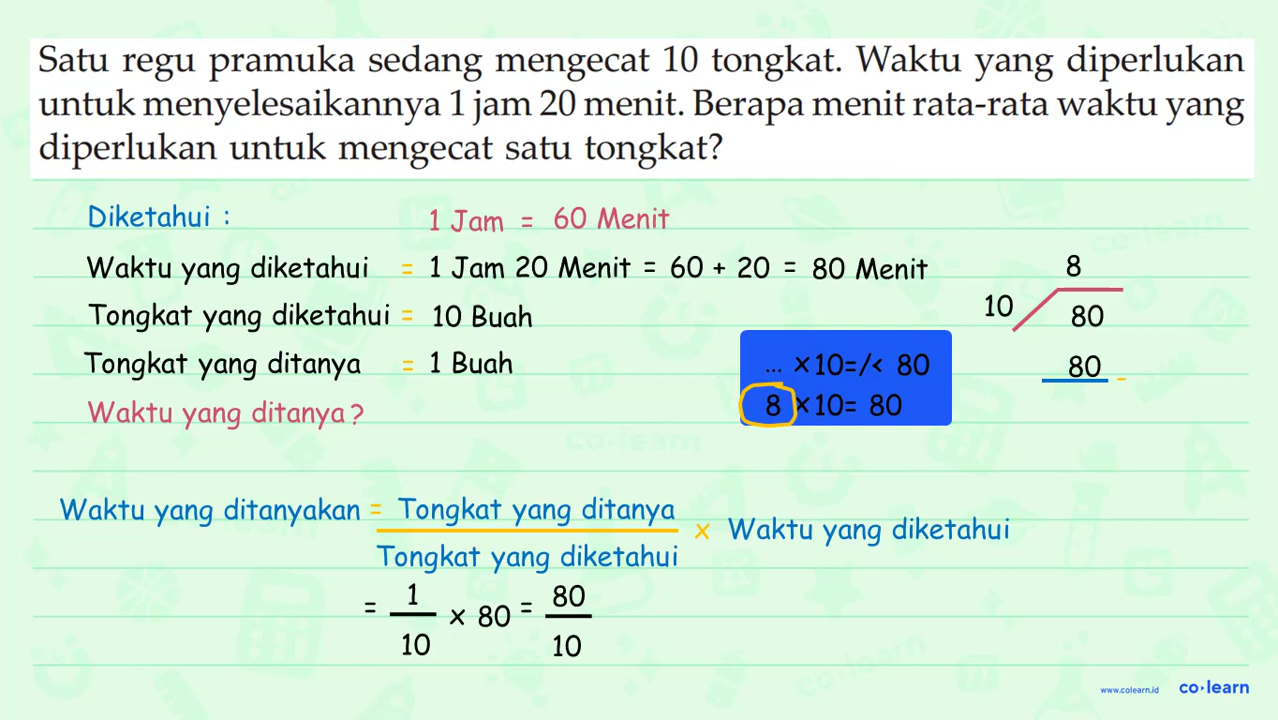 Satu regu pramuka sedang mengecat 10 tongkat. Waktu yang diperlukan
untuk menyelesaikannya 1 jam 20 menit. Berapa menit rata-rata waktu yang
diperlukan untuk mengecat satu tongkat?
Diketahui :
1 Jam = 60 Menit
Waktu yang diketahui = 1 Jam 20 Menit = 60 + 20 = 80 Menit
Tongkat yang diketahui = 10 Buah
Tongkat yang ditanya = 1 Buah
Waktu yang ditanya?
... ×10=/< 80
8 ×10= 80
8
10 80
80 -
Waktu yang ditanyakan = Tongkat yang ditanya
Tongkat yang diketahui
x Waktu yang diketahui
= 1/10 x 80 = 80/10
co·learn
www.colearn.id co·learn